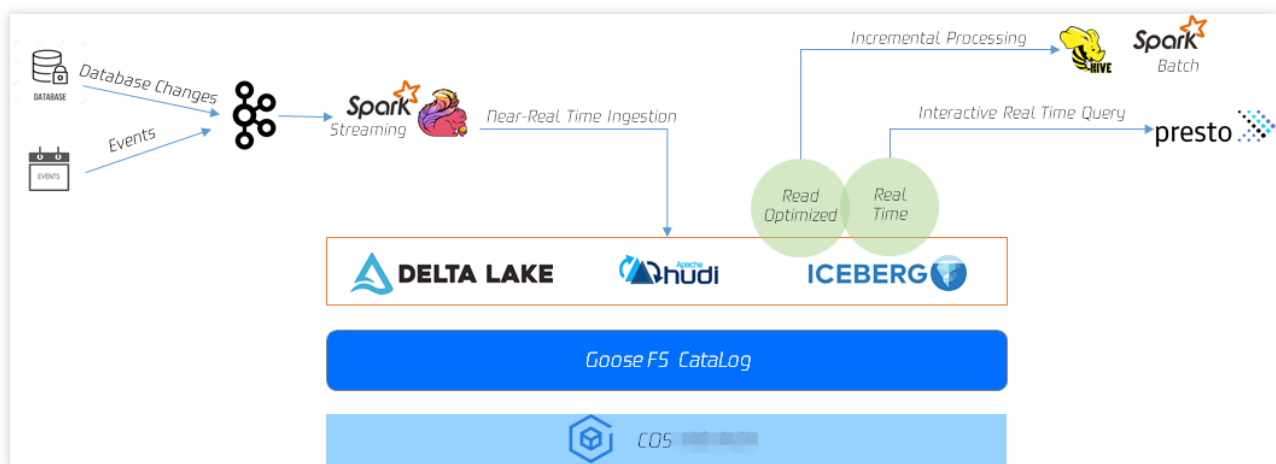 DATABASE
Database Changes
Events
EVENTS
Spark
Streaming
Near-Real Time Ingestion
Incremental Processing
HIVE
Spark
Batch
Interactive Real Time Query
presto
Read
Optimized
Real
Time
DELTA LAKE
Apache
hudi
ICEBERG
Goose FS CataLog
COS